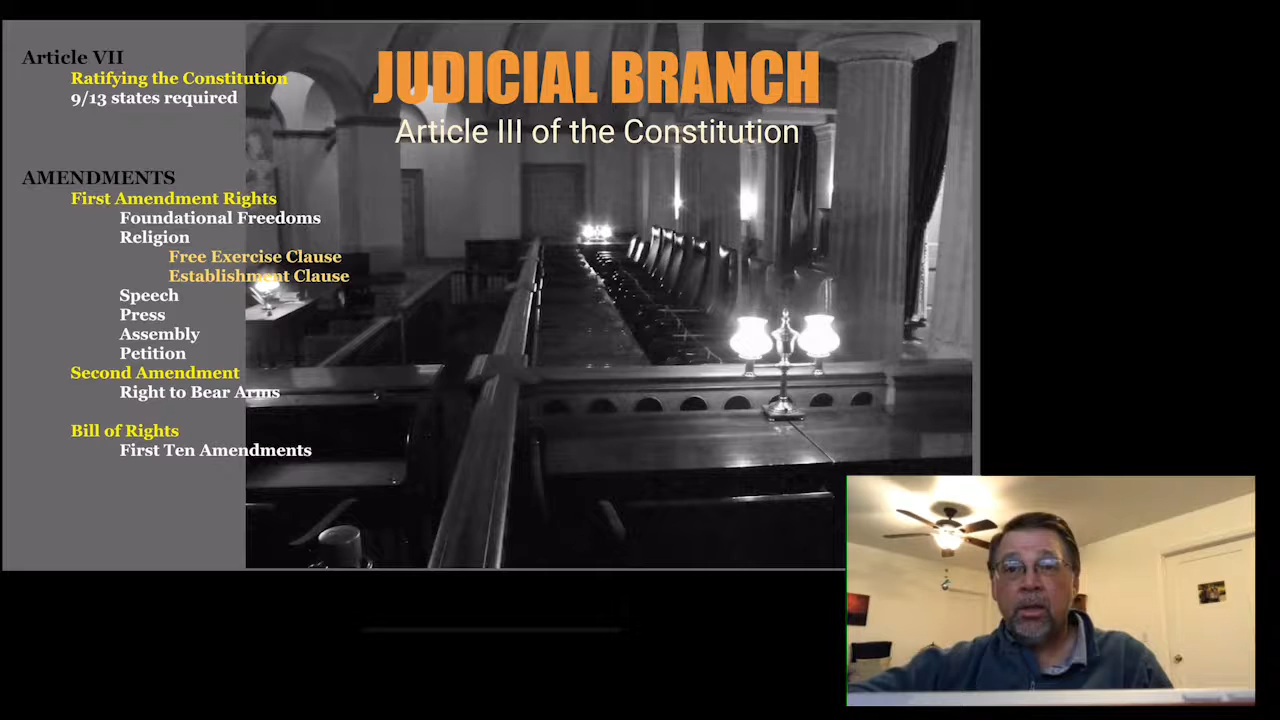 Article VII
Ratifying the Constitution
9/13 states required
AMENDMENTS
First Amendment Rights
Foundational Freedoms
Religion
Free Exercise Clause
Establishment Clause
Speech
Press
Assembly
Petition
Second Amendment
Right to Bear Arms
Bill of Rights
First Ten Amendments
JUDICIAL BRANCH
Article III of the Constitution